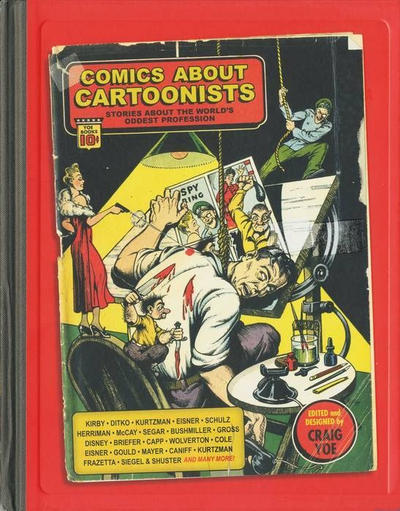 COMICS ABOUT
CARTOONISTS
STORIES ABOUT THE WORLD'S
ODDEST PROFESSION
YOE
BOOKS
10¢
SPY
RING
KIRBY • DITKO • KURTZMAN • EISNER • SCHULZ
HERRIMAN • McCAY • SEGAR • BUSHMILLER • GROSS
DISNEY • BRIEFER • CAPP • WOLVERTON • COLE
EISNER • GOULD • MAYER • CANIFF • KURTZMAN
FRAZETTA • SIEGEL & SHUSTER AND MANY MORE!
EDITED and
DESIGNED by
CRAIG
YOE